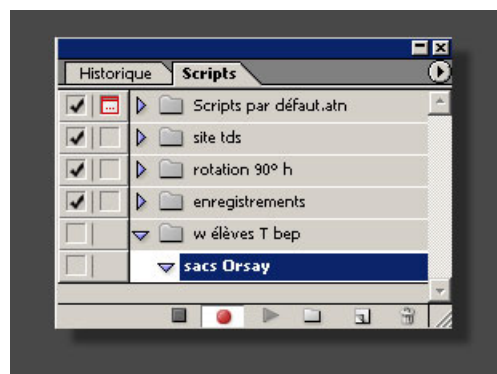 Historique Scripts
Scripts par défaut.atn
site tds
rotation 90° h
enregistrements
w élèves T bep
sacs Orsay